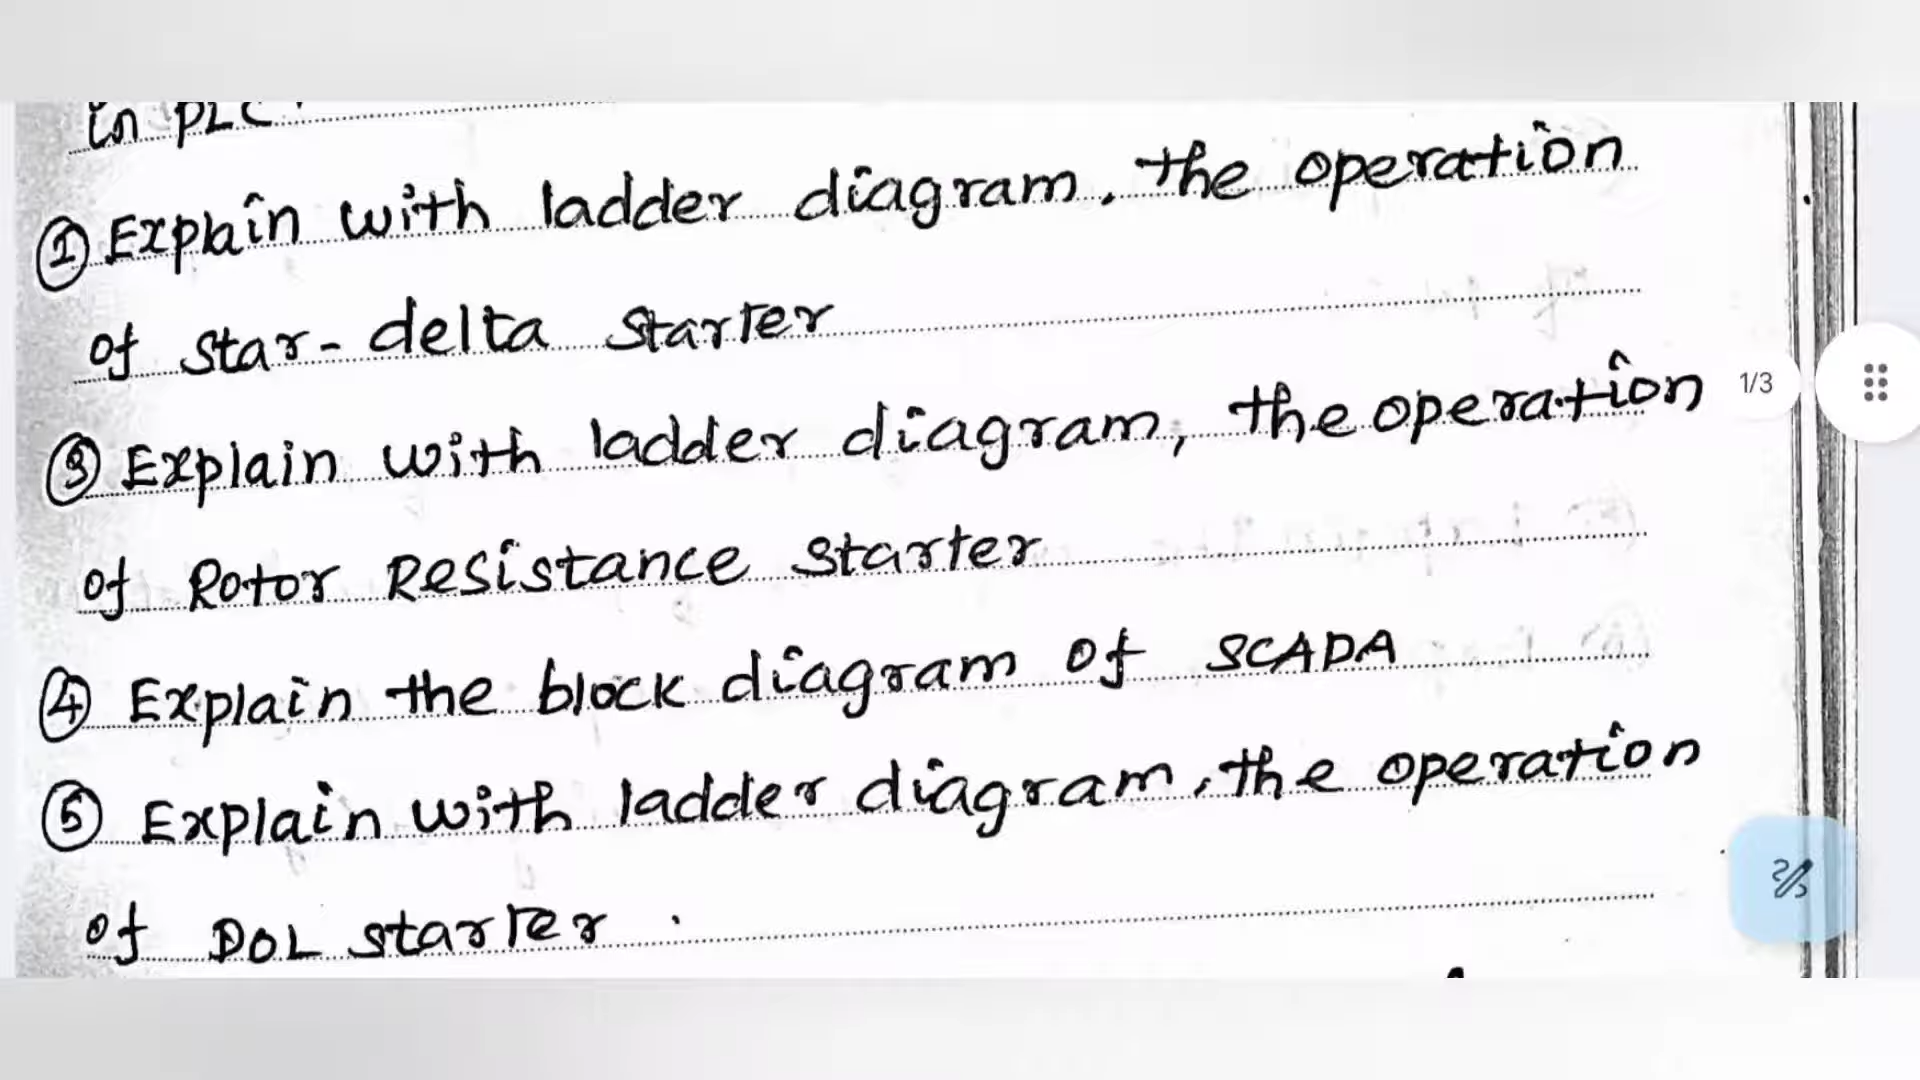 in PLC.
② Explain with ladder diagram, the operation
of star-delta starter
③ Explain with ladder diagram, the operation
of Rotor Resistance starter
④ Explain the block diagram of SCADA
⑤ Explain with ladder diagram, the operation
of DOL starter.
1/3